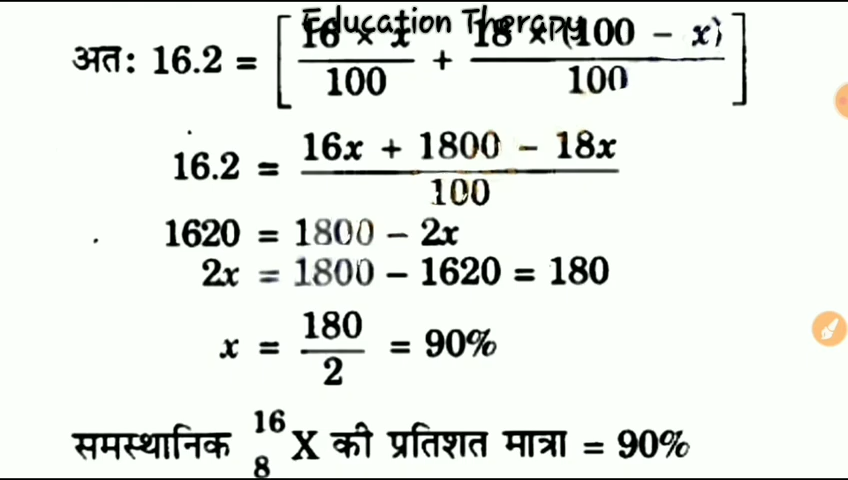 Education Therapy
अतः 16.2 = [ 16 × x / 100 + 18 × (100 − x) / 100 ]
16.2 = 16x + 1800 − 18x / 100
1620 = 1800 − 2x
2x = 1800 − 1620 = 180
x = 180 / 2 = 90%
समस्थानिक ¹⁶₈X की प्रतिशत मात्रा = 90%